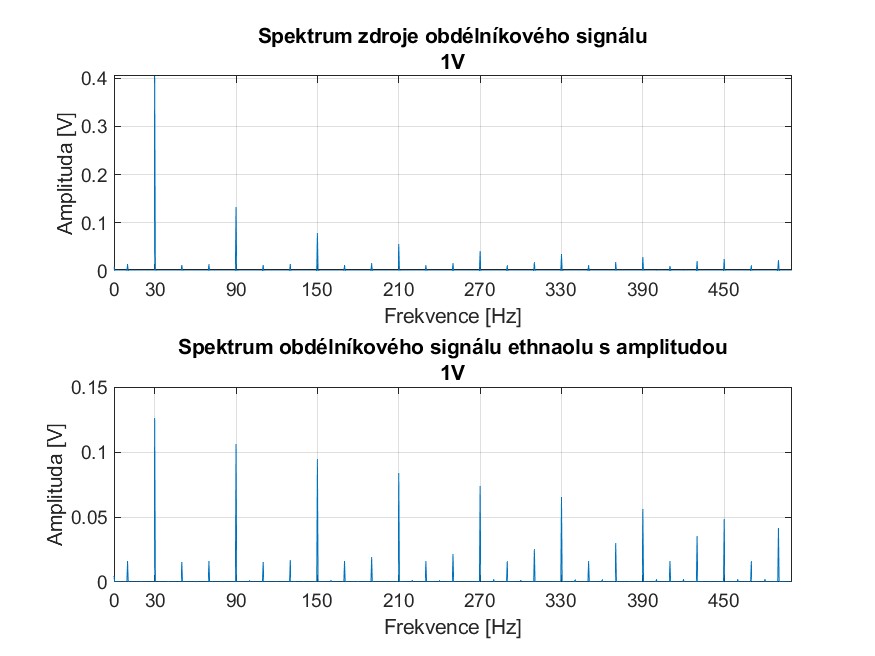 Spektrum zdroje obdélníkového signálu
1V
0.4
0.3
0.2
0.1
0
Amplituda [V]
0 30 90 150 210 270 330 390 450
Frekvence [Hz]
Spektrum obdélníkového signálu ethnaolu s amplitudou
1V
0.15
0.1
0.05
0
Amplituda [V]
0 30 90 150 210 270 330 390 450
Frekvence [Hz]